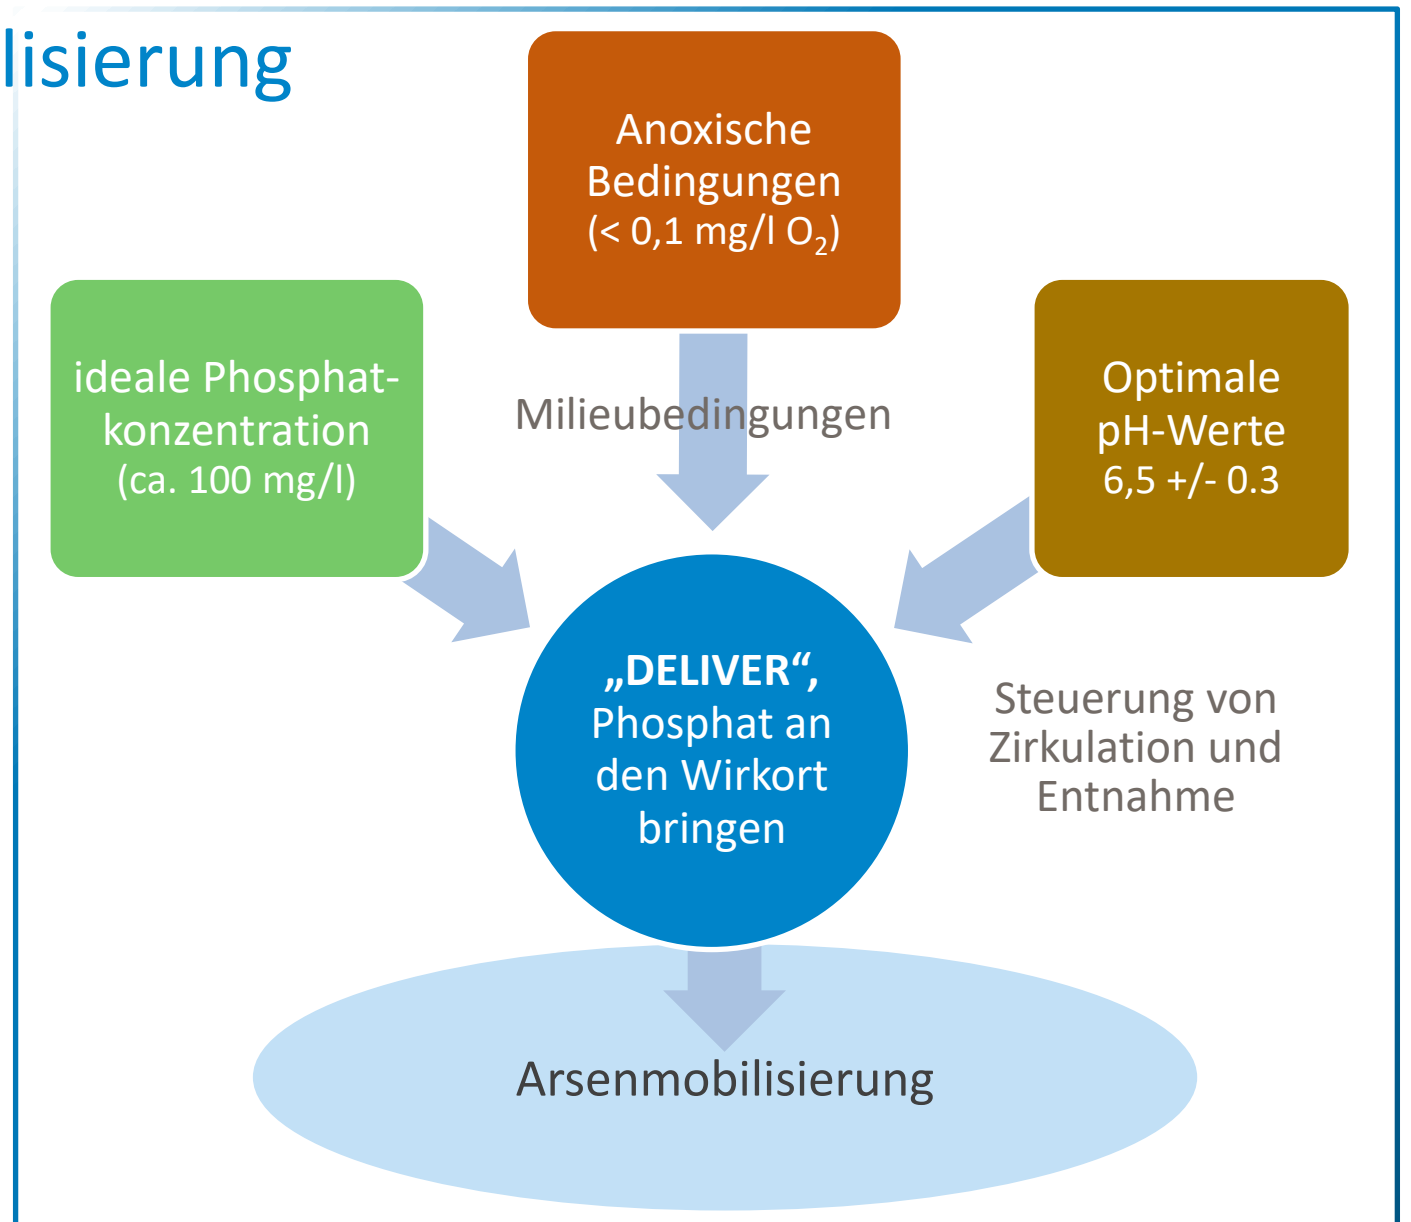 lisierung
Anoxische
Bedingungen
(< 0,1 mg/l O₂)
ideale Phosphat-
konzentration
(ca. 100 mg/l)
Milieubedingungen
Optimale
pH-Werte
6,5 +/- 0.3
„DELIVER“,
Phosphat an
den Wirkort
bringen
Steuerung von
Zirkulation und
Entnahme
Arsenmobilisierung